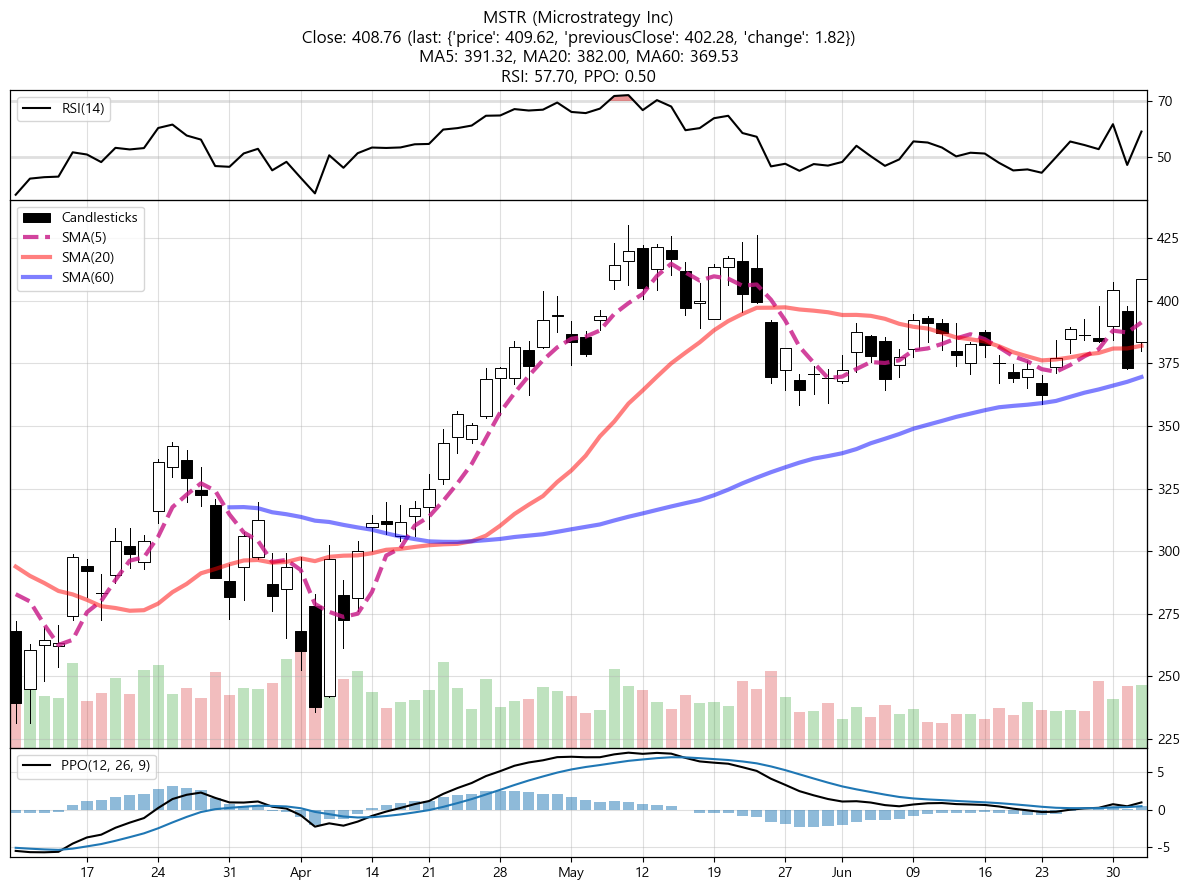 MSTR (Microstrategy Inc)
Close: 408.76 (last: {'price': 409.62, 'previousClose': 402.28, 'change': 1.82})
MA5: 391.32, MA20: 382.00, MA60: 369.53
RSI: 57.70, PPO: 0.50
RSI(14)
70
50
Candlesticks
SMA(5)
SMA(20)
SMA(60)
425
400
375
350
325
300
275
250
225
PPO(12, 26, 9)
5
0
-5
17 24 31 Apr 14 21 28 May 12 19 27 Jun 09 16 23 30